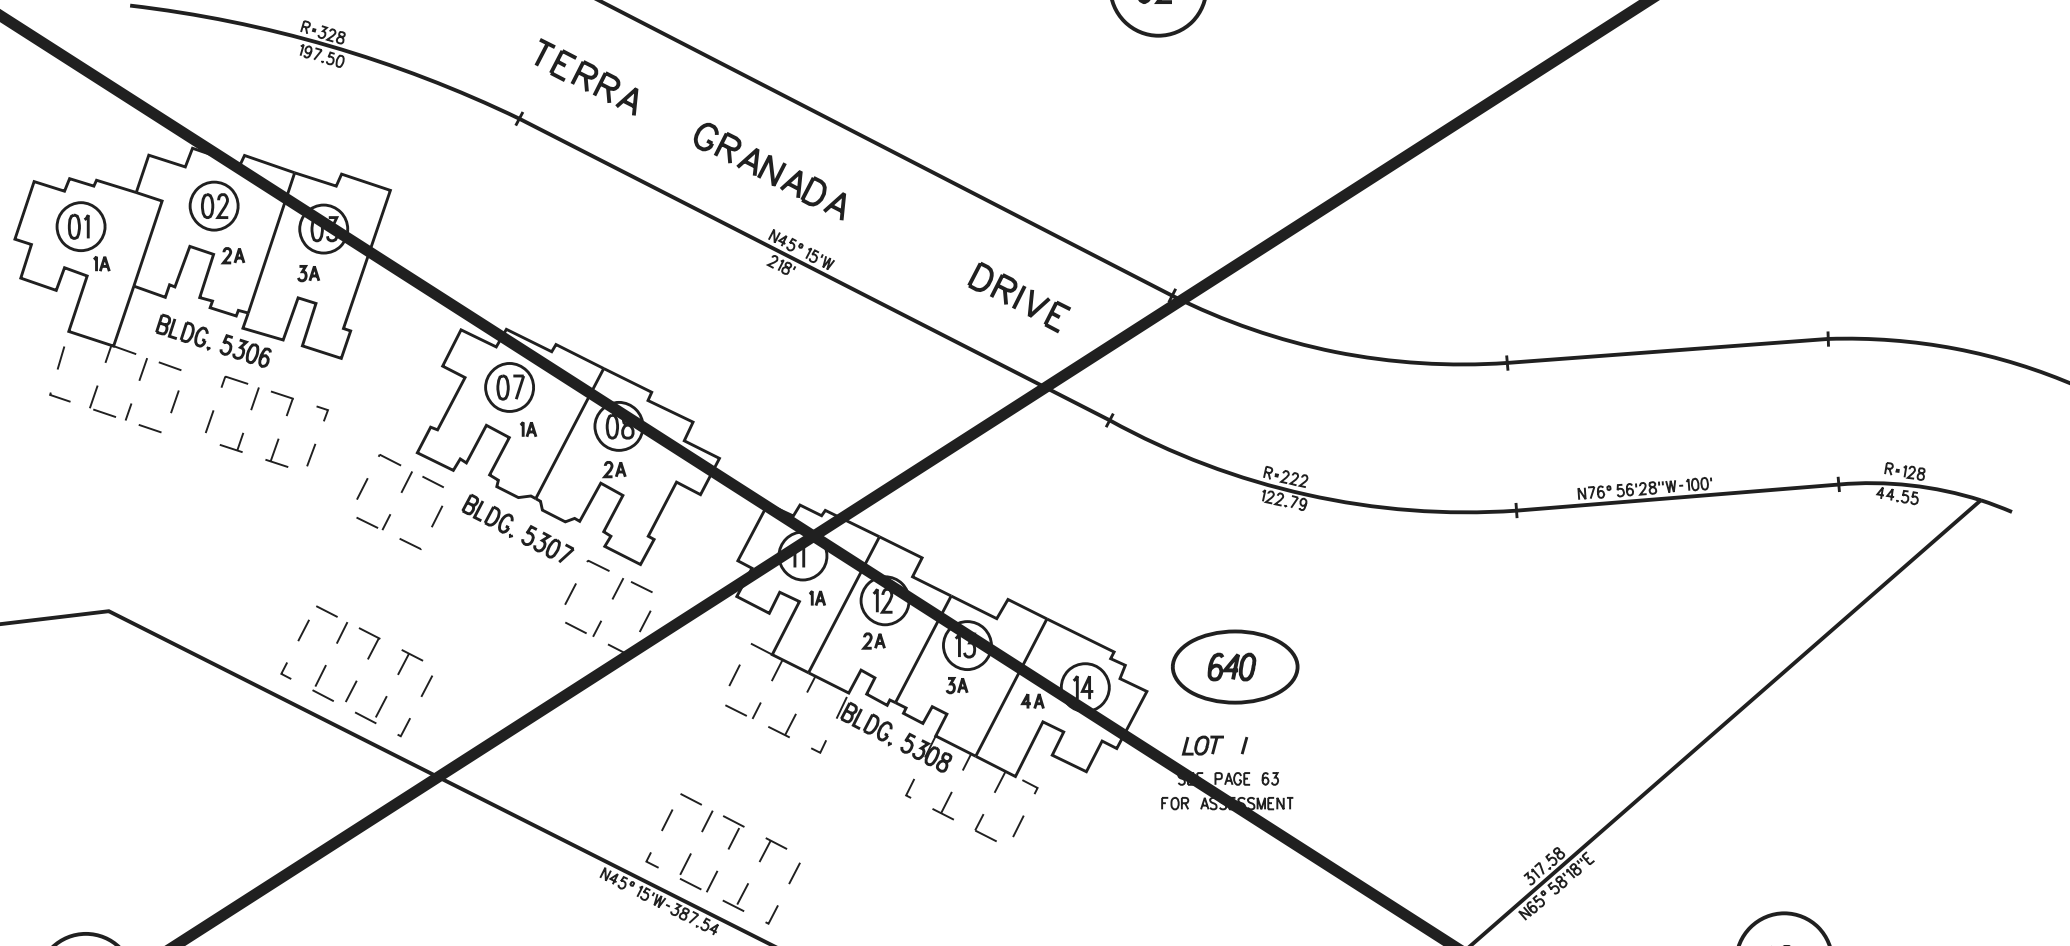 R=328
197.50
TERRA GRANADA DRIVE
N45°15'W
218'
01
1A
02
2A
03
3A
BLDG. 5306
07
1A
08
2A
BLDG. 5307
11
1A
12
2A
13
3A
14
4A
BLDG. 5308
R=222
122.79
N76°56'28"W-100'
R=128
44.55
640
LOT 1
SEE PAGE 63
FOR ASSESSMENT
317.58
N65°58'18"E
N45°15'W-387.54